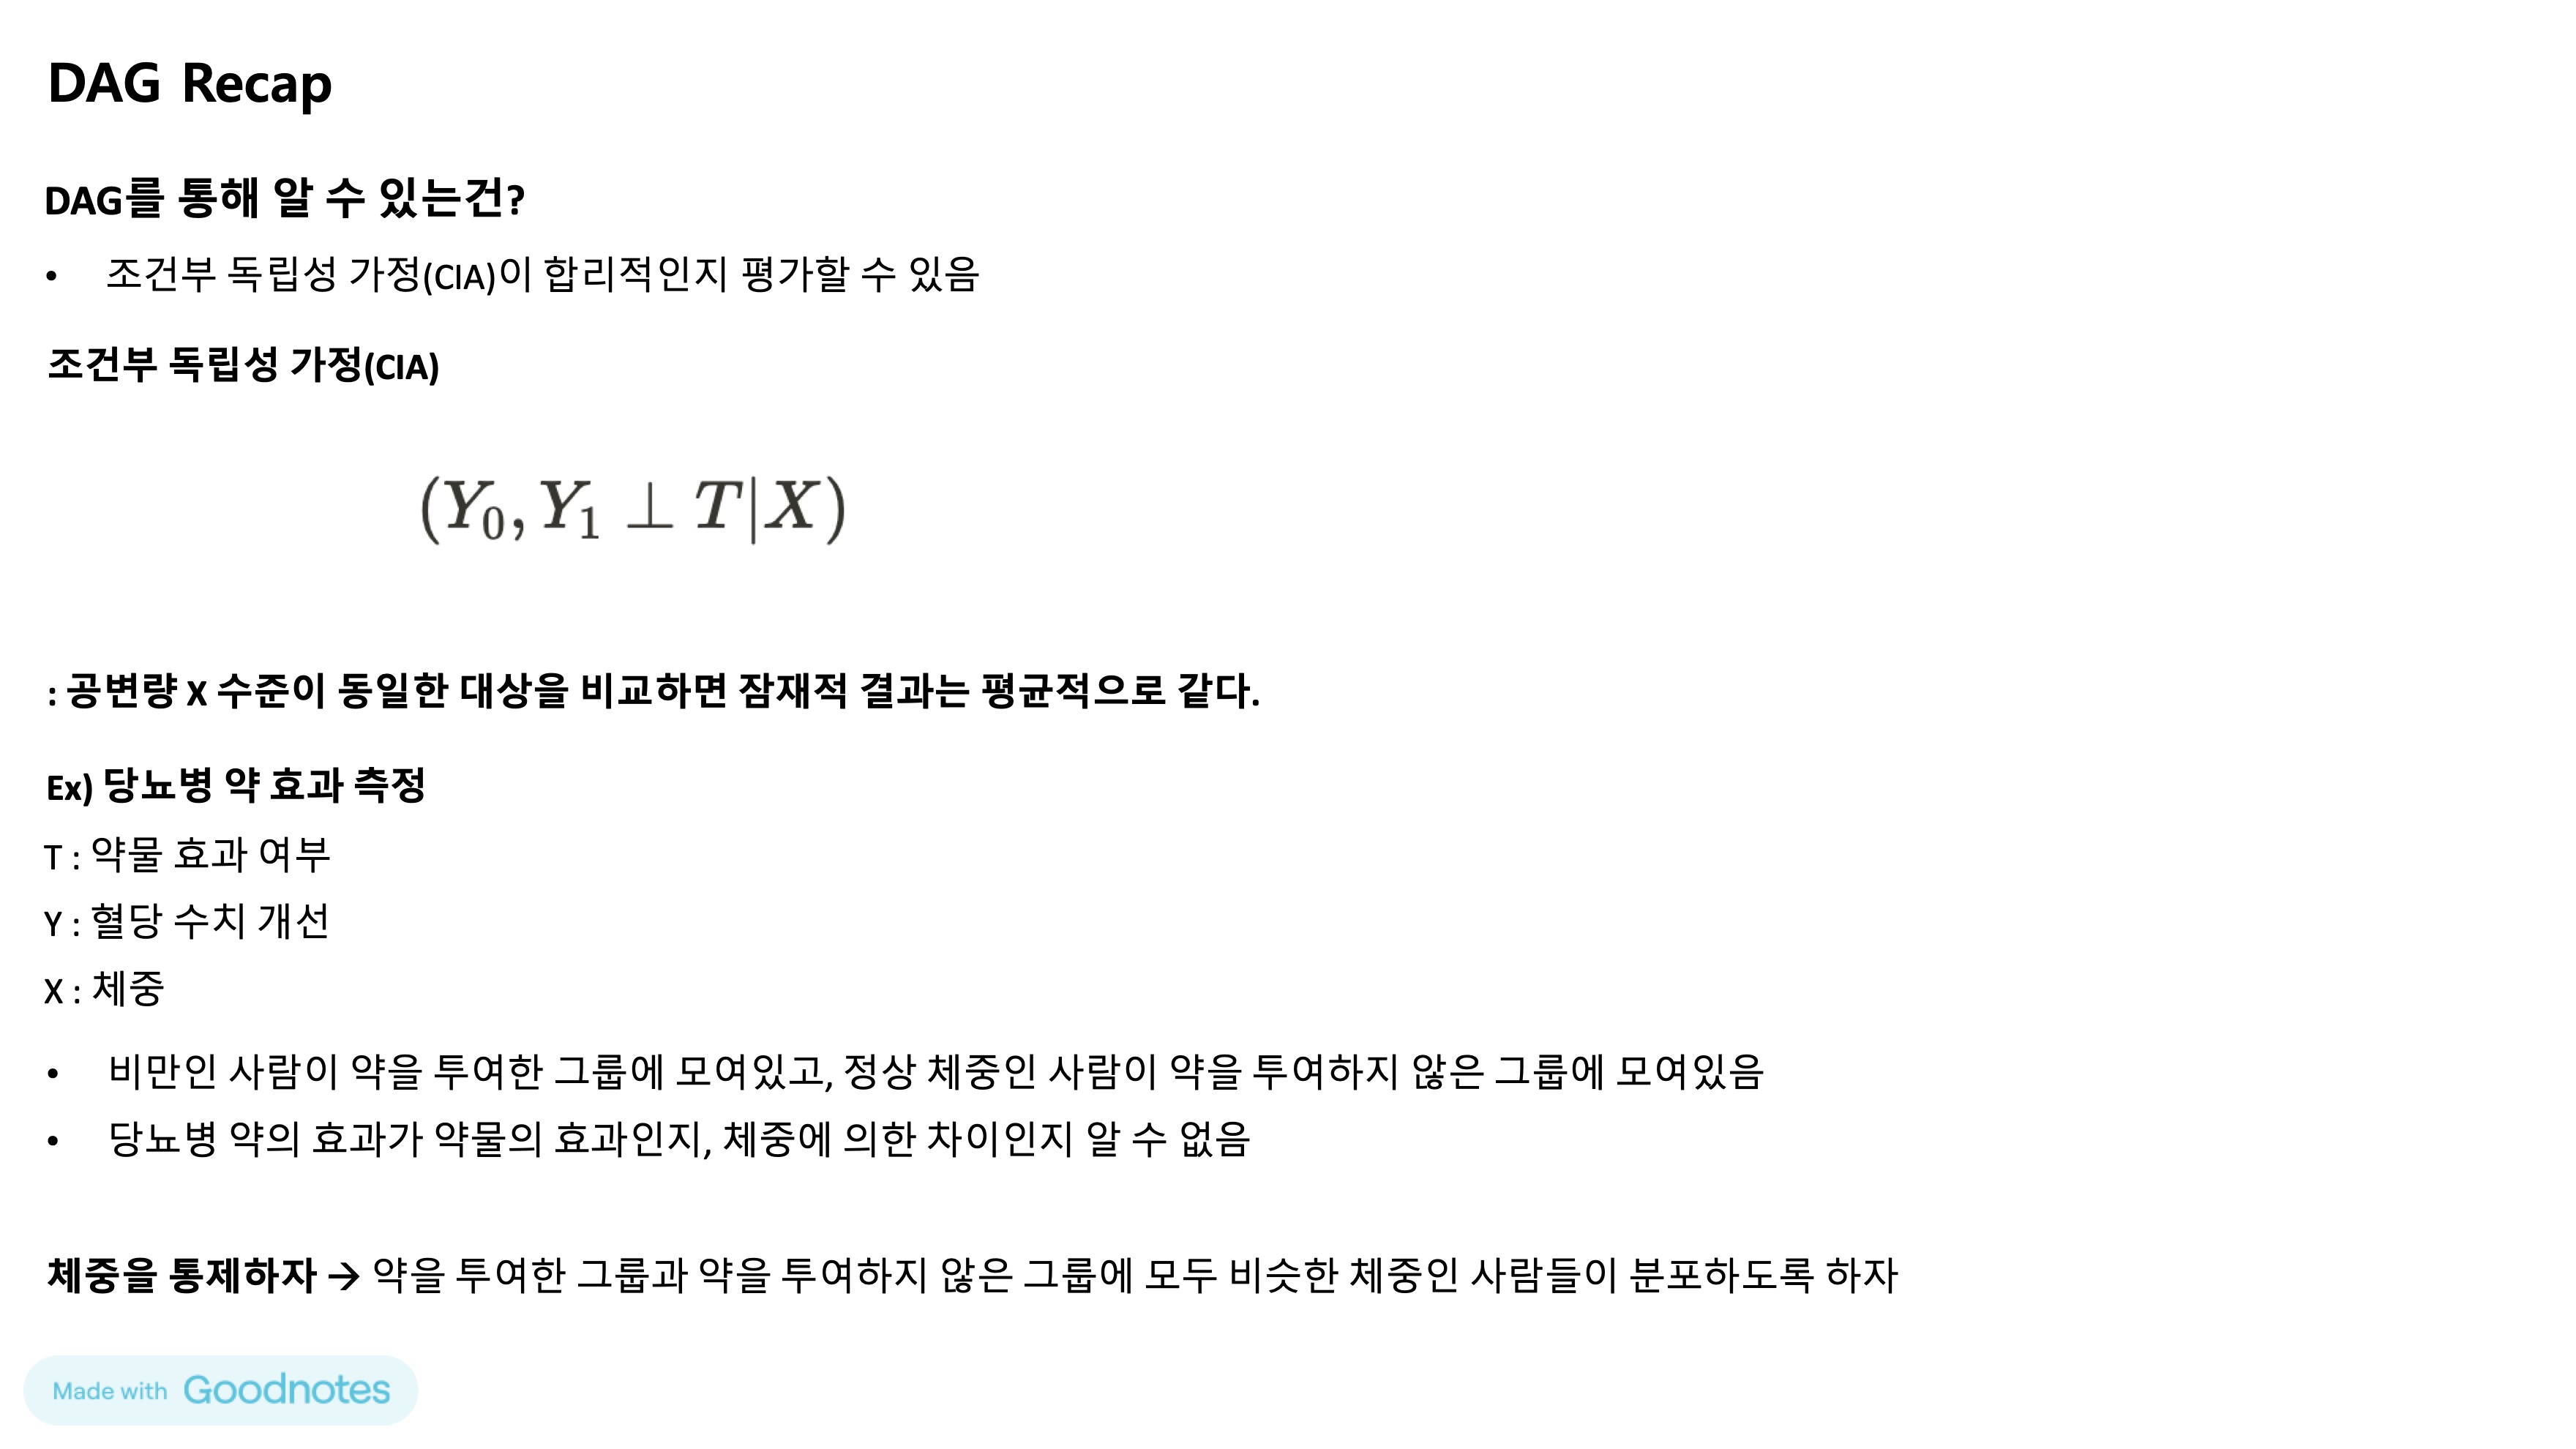 DAG Recap
DAG를 통해 알 수 있는건?
• 조건부 독립성 가정(CIA)이 합리적인지 평가할 수 있음
조건부 독립성 가정(CIA)
(Y₀, Y₁ ⊥ T|X)
: 공변량 X 수준이 동일한 대상을 비교하면 잠재적 결과는 평균적으로 같다.
Ex) 당뇨병 약 효과 측정
T : 약물 효과 여부
Y : 혈당 수치 개선
X : 체중
• 비만인 사람이 약을 투여한 그룹에 모여있고, 정상 체중인 사람이 약을 투여하지 않은 그룹에 모여있음
• 당뇨병 약의 효과가 약물의 효과인지, 체중에 의한 차이인지 알 수 없음
체중을 통제하자 → 약을 투여한 그룹과 약을 투여하지 않은 그룹에 모두 비슷한 체중인 사람들이 분포하도록 하자
Made with Goodnotes